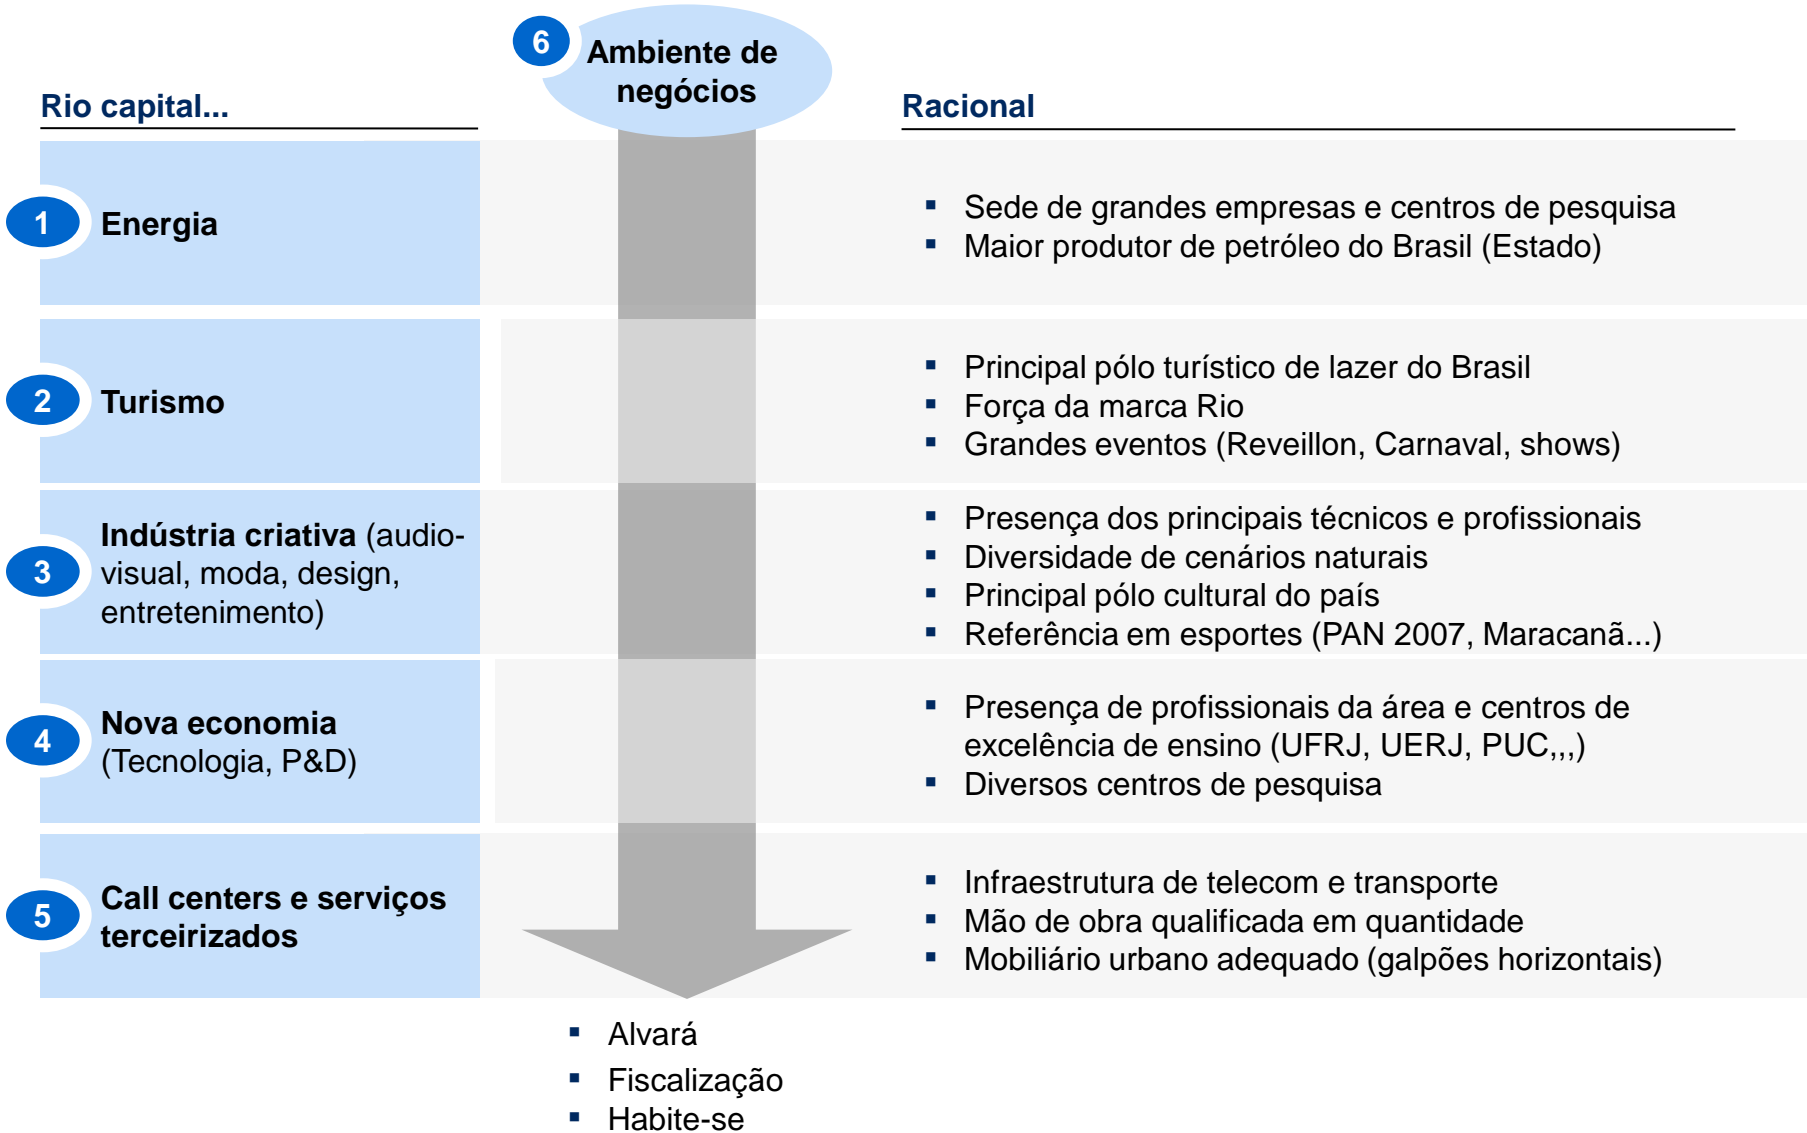 6
Ambiente de
negócios
Rio capital...
Racional
1
Energia
▪ Sede de grandes empresas e centros de pesquisa
▪ Maior produtor de petróleo do Brasil (Estado)
2
Turismo
▪ Principal pólo turístico de lazer do Brasil
▪ Força da marca Rio
▪ Grandes eventos (Reveillon, Carnaval, shows)
3
Indústria criativa (audio-
visual, moda, design,
entretenimento)
▪ Presença dos principais técnicos e profissionais
▪ Diversidade de cenários naturais
▪ Principal pólo cultural do país
▪ Referência em esportes (PAN 2007, Maracanã...)
4
Nova economia
(Tecnologia, P&D)
▪ Presença de profissionais da área e centros de
excelência de ensino (UFRJ, UERJ, PUC,,,)
▪ Diversos centros de pesquisa
5
Call centers e serviços
terceirizados
▪ Infraestrutura de telecom e transporte
▪ Mão de obra qualificada em quantidade
▪ Mobiliário urbano adequado (galpões horizontais)
▪ Alvará
▪ Fiscalização
▪ Habite-se